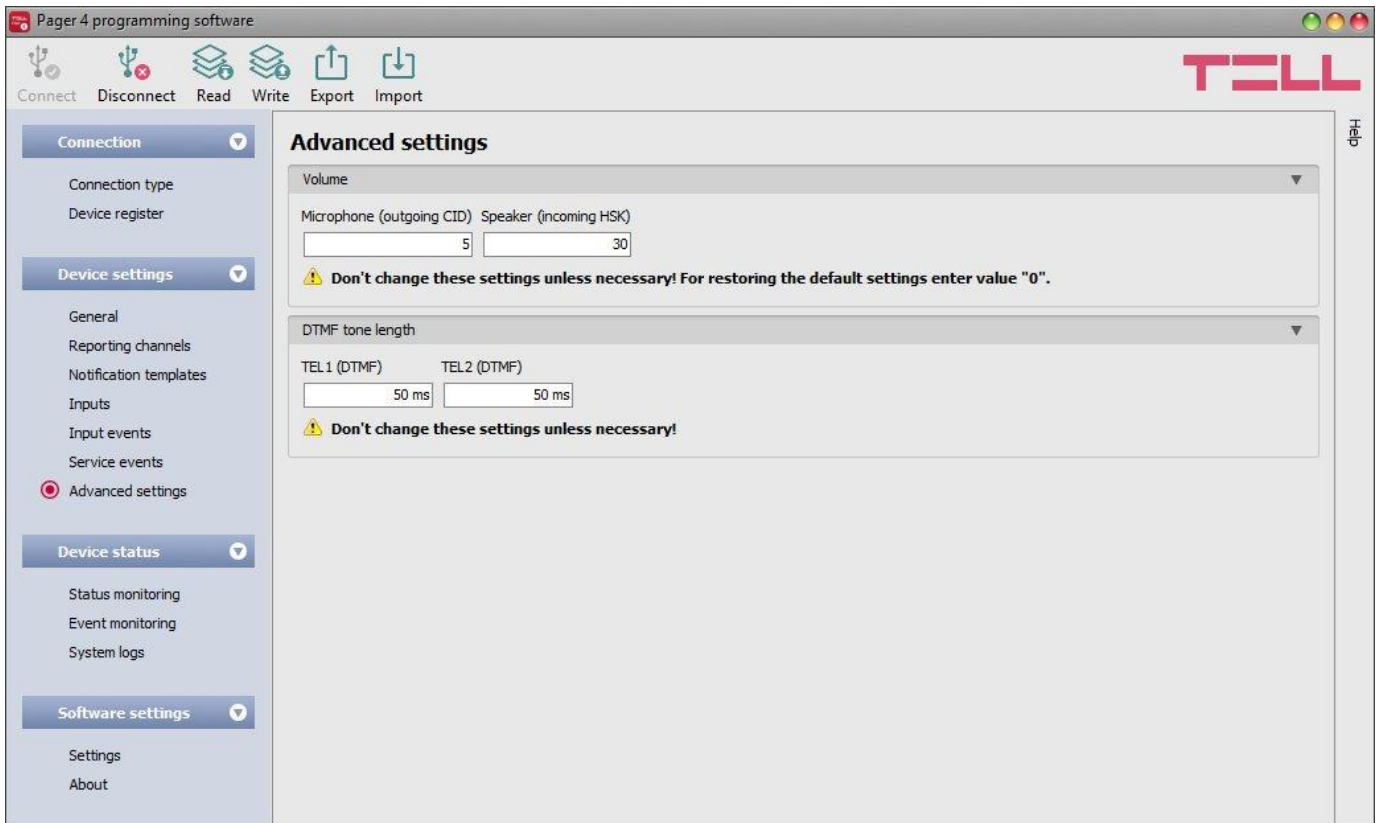 Pager 4 programming software
Connect Disconnect Read Write Export Import
TELL
Help
Connection
Connection type
Device register
Device settings
General
Reporting channels
Notification templates
Inputs
Input events
Service events
Advanced settings
Device status
Status monitoring
Event monitoring
System logs
Software settings
Settings
About
Advanced settings
Volume
Microphone (outgoing CID) Speaker (incoming HSK)
5 30
Don't change these settings unless necessary! For restoring the default settings enter value "0".
DTMF tone length
TEL1 (DTMF) TEL2 (DTMF)
50 ms 50 ms
Don't change these settings unless necessary!